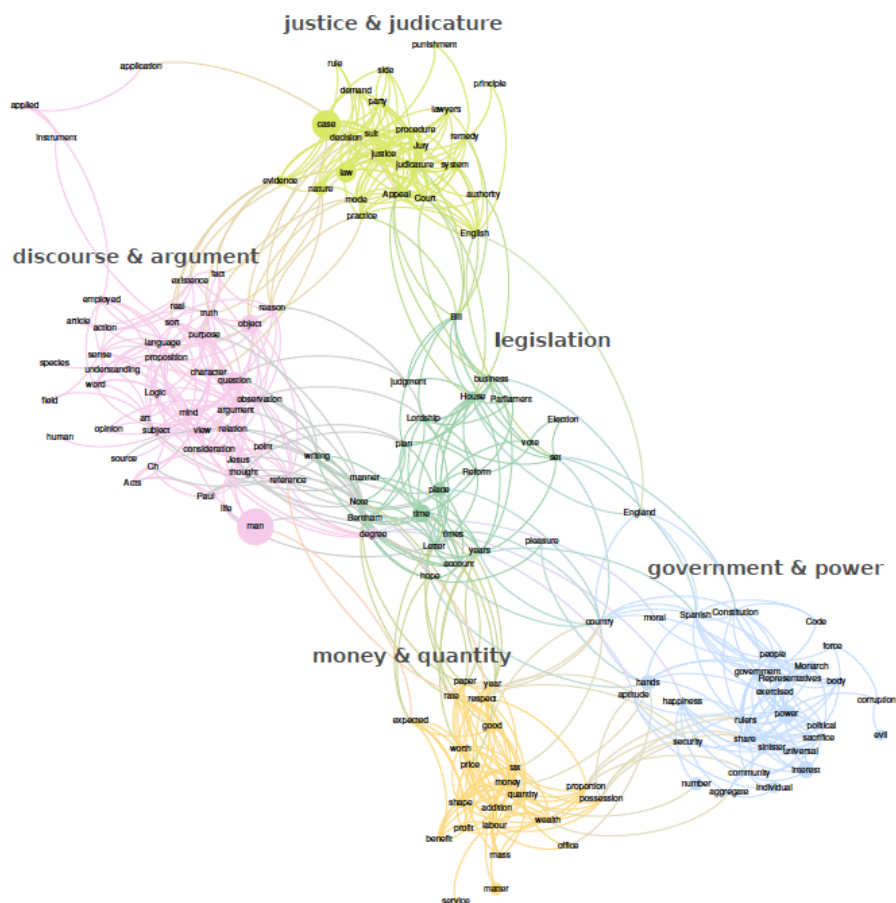 justice & judicature
punishment
rule
side
application
principle
demand
party
applied
lawyers
case
suit
procedure
instrument
decision
Jury
remedy
justice
judicature
system
law
evidence
nature
Appeal
Court
authority
mode
practice
English
discourse & argument
fact
existence
employed
real
truth
reason
article
action
sort
object
Bill
language
purpose
legislation
sense
proposition
species
understanding
character
question
judgment
business
word
Logic
House
Parliament
field
observation
mind
argument
art
Lordship
Election
human
opinion
subject
view
relation
plan
vote
consideration
point
source
Jesus
writing
set
Ch
thought
Reform
Acts
reference
manner
Paul
place
life
Note
time
England
man
Bentham
degree
times
Letter
years
pleasure
account
hope
government & power
country
moral
Spanish
Constitution
Code
money & quantity
people
force
government
Monarch
paper
year
hands
Representatives
body
rate
respect
aptitude
exercised
happiness
corruption
expected
good
rulers
power
political
worth
security
share
sacrifice
evil
sinister
universal
price
tax
community
interest
money
number
proportion
aggregate
individual
shape
quantity
possession
addition
profit
labour
wealth
benefit
office
mass
matter
service